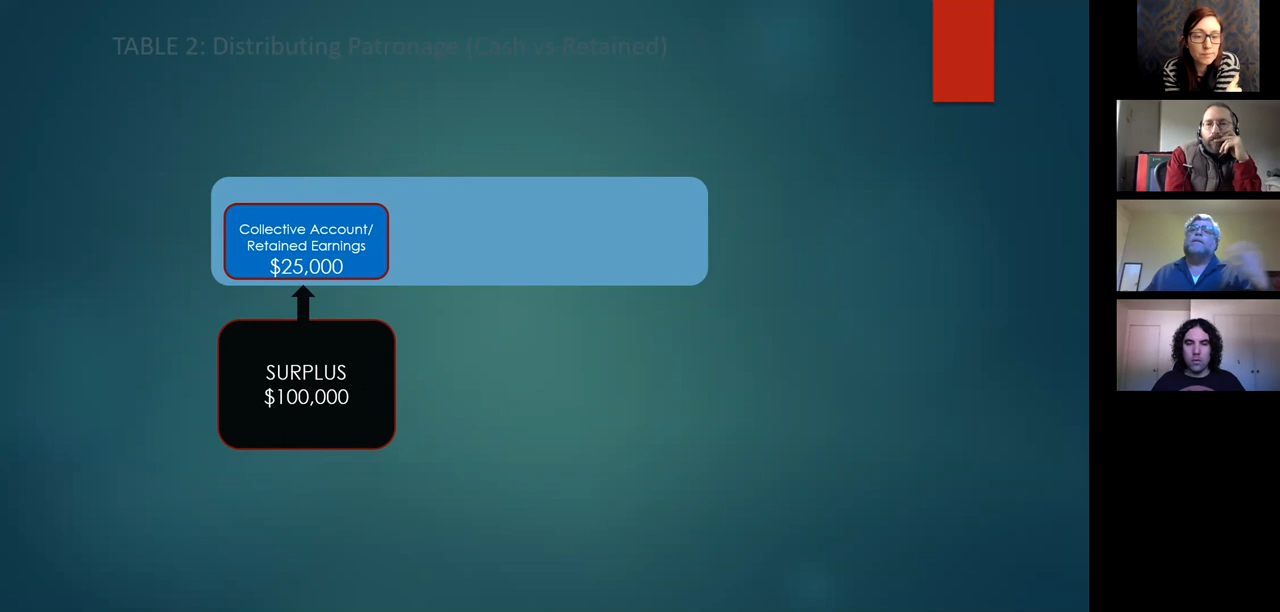 TABLE 2: Distributing Patronage (Cash vs Retained)
Collective Account/
Retained Earnings
$25,000
SURPLUS
$100,000